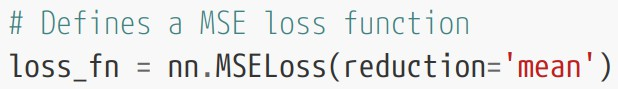 # Defines a MSE loss function
loss_fn = nn.MSELoss(reduction='mean')